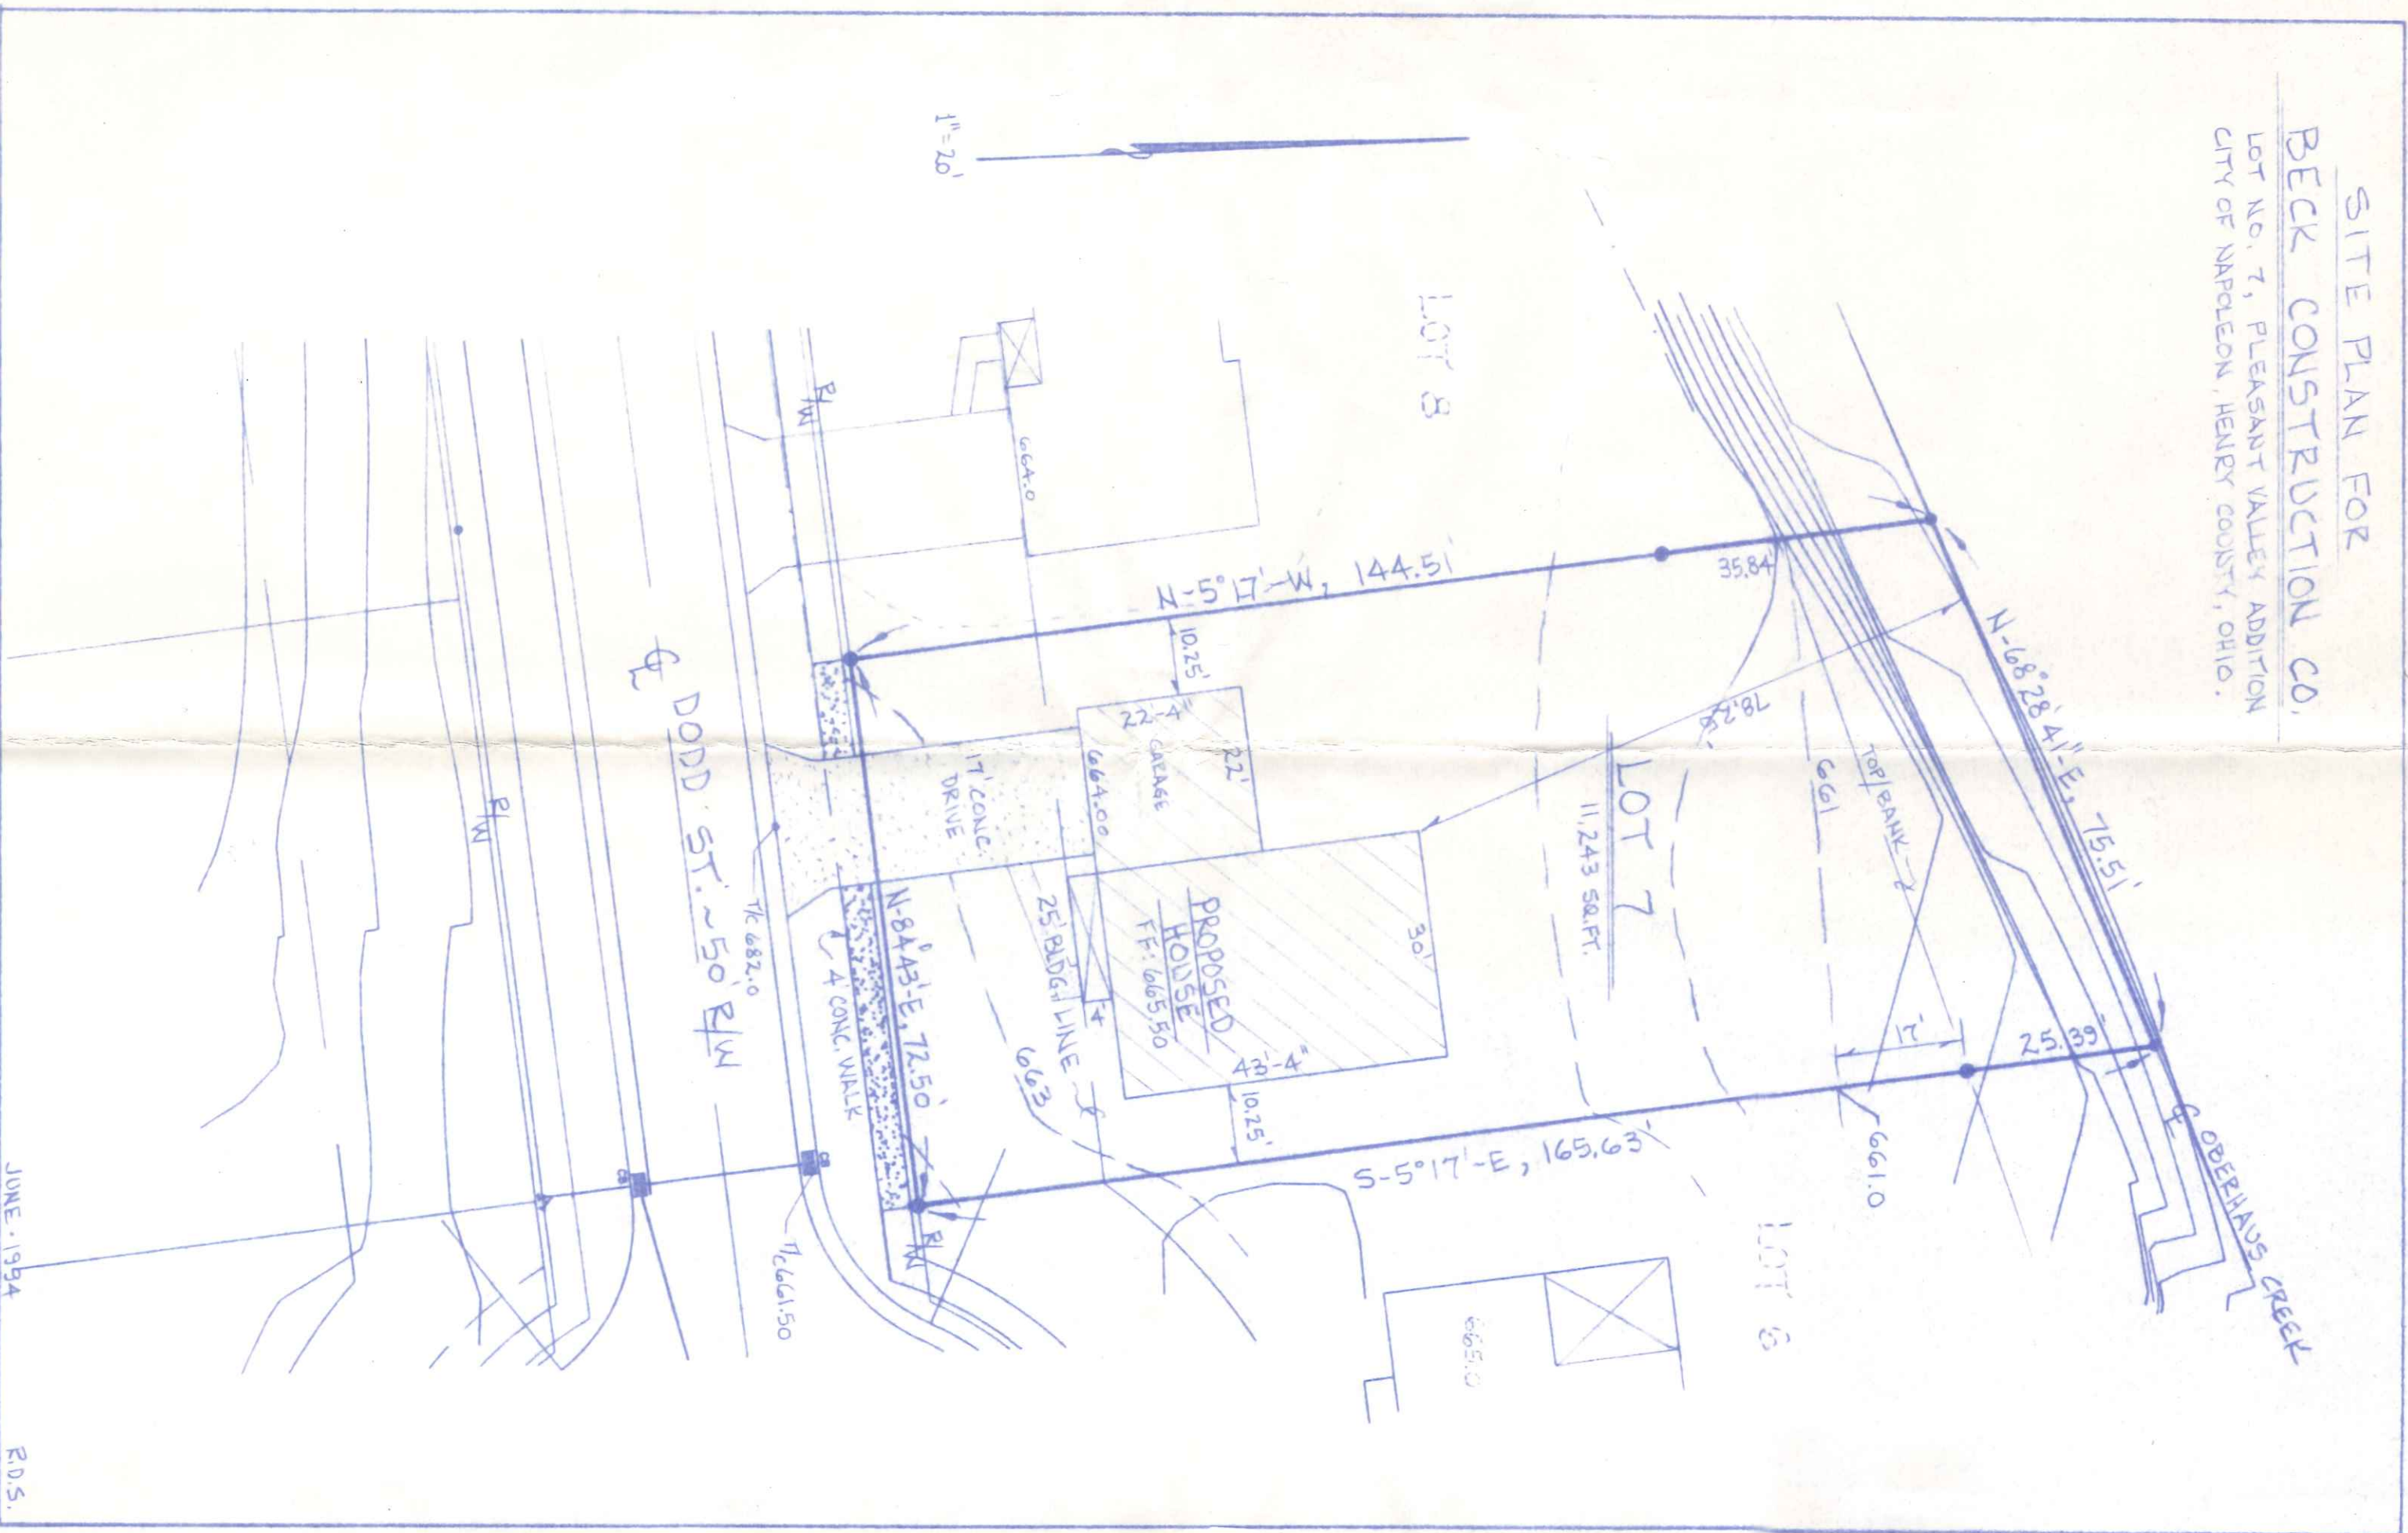 SITE PLAN FOR
BECK CONSTRUCTION CO.
LOT NO. 7, PLEASANT VALLEY ADDITION
CITY OF NAPOLEON, HENRY COUNTY, OHIO.
1"=20'
LOT 8
664.0
R/W
N-5°17'-W, 144.51'
35.84'
N-68°28'41"E, 75.51'
10.25'
22'-4"
22'
GARAGE
664.00
17' CONC.
DRIVE
78.2'±
LOT 7
11,243 SQ.FT.
661
TOP/BANK
PROPOSED
HOUSE
FF: 665.50
30'
43'-4"
4'
25' BLDG. LINE
663
10.25'
17'
25.39'
661.0
S-5°17'-E, 165.63'
℄ OBERHAUS CREEK
N-84°43'-E, 72.50'
4' CONC. WALK
R/W
T/C 682.0
℄ DODD ST. ~ 50' R/W
R/W
CB
CB
T/C 661.50
LOT 6
665.0
JUNE - 1994
R.D.S.